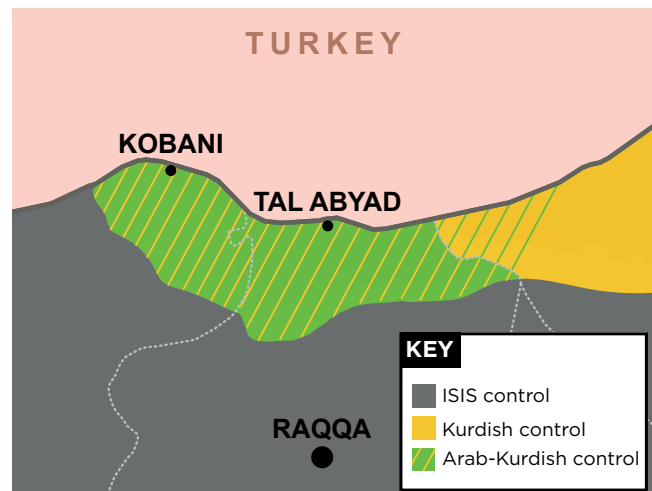 TURKEY
KOBANI
TAL ABYAD
RAQQA
KEY
ISIS control
Kurdish control
Arab-Kurdish control